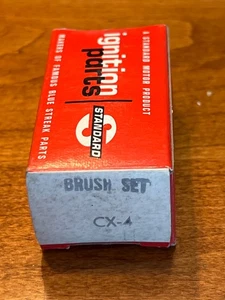 A STANDARD MOTOR PRODUCT
ignition
parts
S
STANDARD
MAKERS OF FAMOUS BLUE STREAK PARTS
BRUSH SET
CX-4